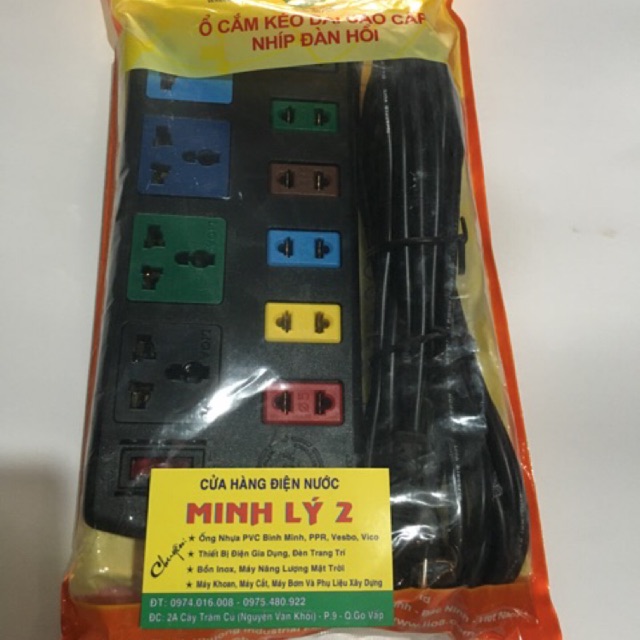 Ổ CẮM KÉO DÀI CAO CẤP
NHÍP ĐÀN HỒI
CỬA HÀNG ĐIỆN NƯỚC
MINH LÝ 2
★ Ống Nhựa PVC Bình Minh, PPR, Vesbo, Vico
★ Thiết Bị Điện Gia Dụng, Đèn Trang Trí
★ Bồn Inox, Máy Năng Lượng Mặt Trời
★ Máy Khoan, Máy Cắt, Máy Bơm Và Phụ Liệu Xây Dựng
ĐT: 0974.016.008 - 0975.480.922
ĐC: 2A Cây Trâm Cũ (Nguyễn Văn Khối) - P.9 - Q.Gò Vấp